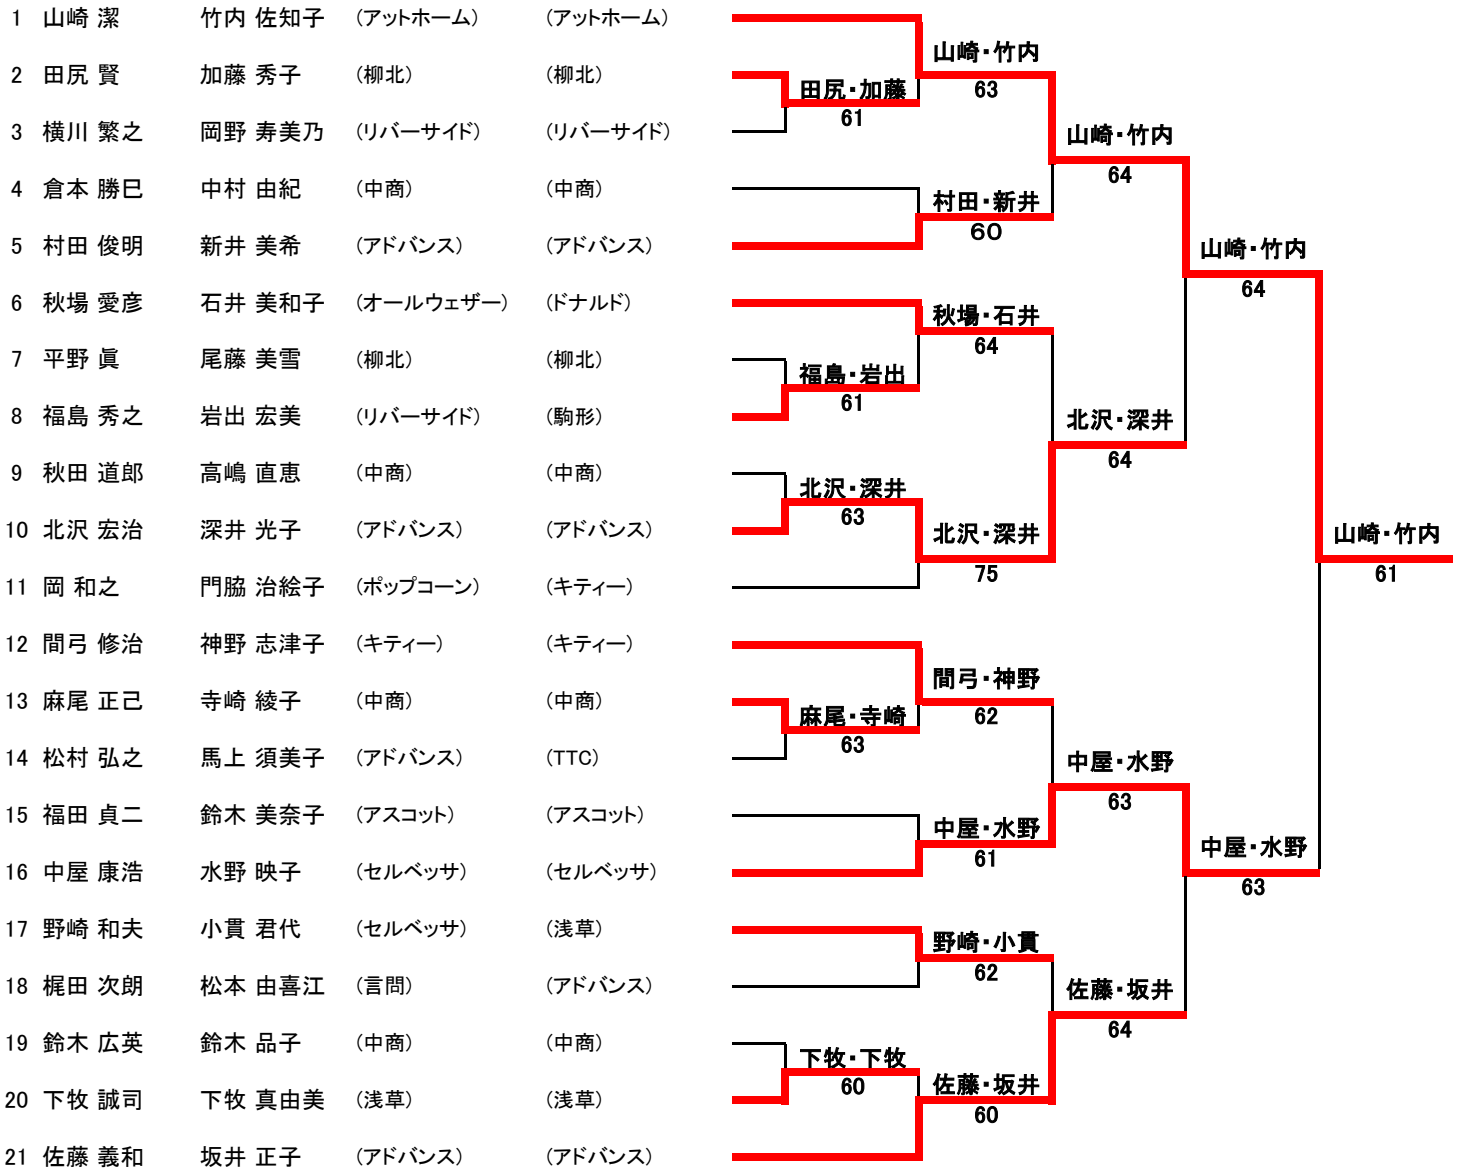 1 山崎 潔 竹内 佐知子 (アットホーム) (アットホーム)
山崎・竹内
2 田尻 賢 加藤 秀子 (柳北) (柳北)
田尻・加藤 63
61
3 横川 繁之 岡野 寿美乃 (リバーサイド) (リバーサイド)
山崎・竹内
64
4 倉本 勝巳 中村 由紀 (中商) (中商)
村田・新井
60
5 村田 俊明 新井 美希 (アドバンス) (アドバンス)
山崎・竹内
64
6 秋場 愛彦 石井 美和子 (オールウェザー) (ドナルド)
秋場・石井
64
7 平野 眞 尾藤 美雪 (柳北) (柳北)
福島・岩出
61
8 福島 秀之 岩出 宏美 (リバーサイド) (駒形)
北沢・深井
64
9 秋田 道郎 高嶋 直恵 (中商) (中商)
北沢・深井
63
10 北沢 宏治 深井 光子 (アドバンス) (アドバンス)
北沢・深井 山崎・竹内
75 61
11 岡 和之 門脇 治絵子 (ポップコーン) (キティー)
12 間弓 修治 神野 志津子 (キティー) (キティー)
間弓・神野
13 麻尾 正己 寺崎 綾子 (中商) (中商)
麻尾・寺崎 62
63
14 松村 弘之 馬上 須美子 (アドバンス) (TTC)
中屋・水野
63
15 福田 貞二 鈴木 美奈子 (アスコット) (アスコット)
中屋・水野
61
中屋・水野
16 中屋 康浩 水野 映子 (セルベッサ) (セルベッサ)
63
17 野崎 和夫 小貫 君代 (セルベッサ) (浅草)
野崎・小貫
62
18 梶田 次朗 松本 由喜江 (言問) (アドバンス)
佐藤・坂井
64
19 鈴木 広英 鈴木 品子 (中商) (中商)
下牧・下牧
60 佐藤・坂井
20 下牧 誠司 下牧 真由美 (浅草) (浅草)
60
21 佐藤 義和 坂井 正子 (アドバンス) (アドバンス)